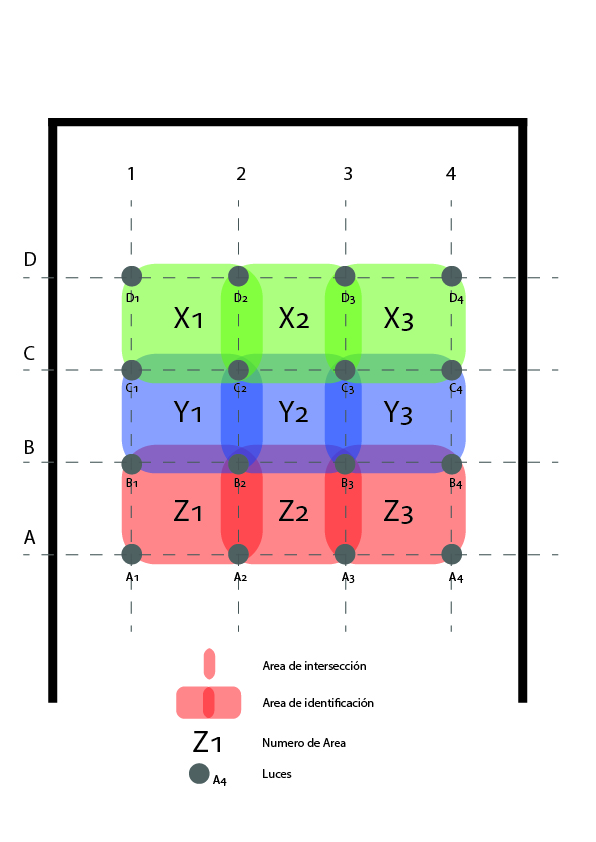 1 2 3 4
D
D1 D2 D3 D4
X1 X2 X3
C
C1 C2 C3 C4
Y1 Y2 Y3
B
B1 B2 B3 B4
Z1 Z2 Z3
A
A1 A2 A3 A4
Area de intersección
Area de identificación
Z1 Numero de Area
A4 Luces